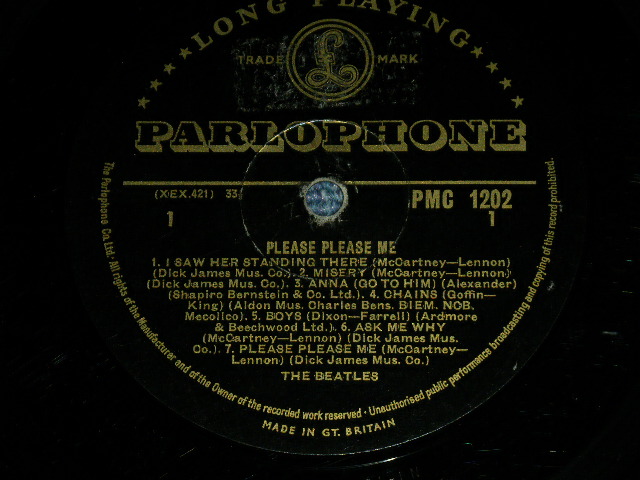 LONG PLAYING
TRADE £ MARK
PARLOPHONE
(XEX.421) 33
PMC 1202
1
1
PLEASE PLEASE ME
1. I SAW HER STANDING THERE (McCartney—Lennon)
(Dick James Mus. Co.) 2. MISERY (McCartney—Lennon)
(Dick James Mus. Co.) 3. ANNA (GO TO HIM) (Alexander)
(Shapiro Bernstein & Co. Ltd.). 4. CHAINS (Goffin—
King) (Aldon Mus. Charles Bens. BIEM. NOB.
Mecolico). 5. BOYS (Dixon—Farrell) (Ardmore
& Beechwood Ltd.). 6. ASK ME WHY
(McCartney—Lennon) (Dick James Mus.
Co.). 7. PLEASE PLEASE ME (McCartney—
Lennon) (Dick James Mus. Co.)
THE BEATLES
The Parlophone Co. Ltd. All rights of the Manufacturer and of the Owner of the recorded work reserved · Unauthorised public performance broadcasting and copying of this record prohibited.
MADE IN GT. BRITAIN